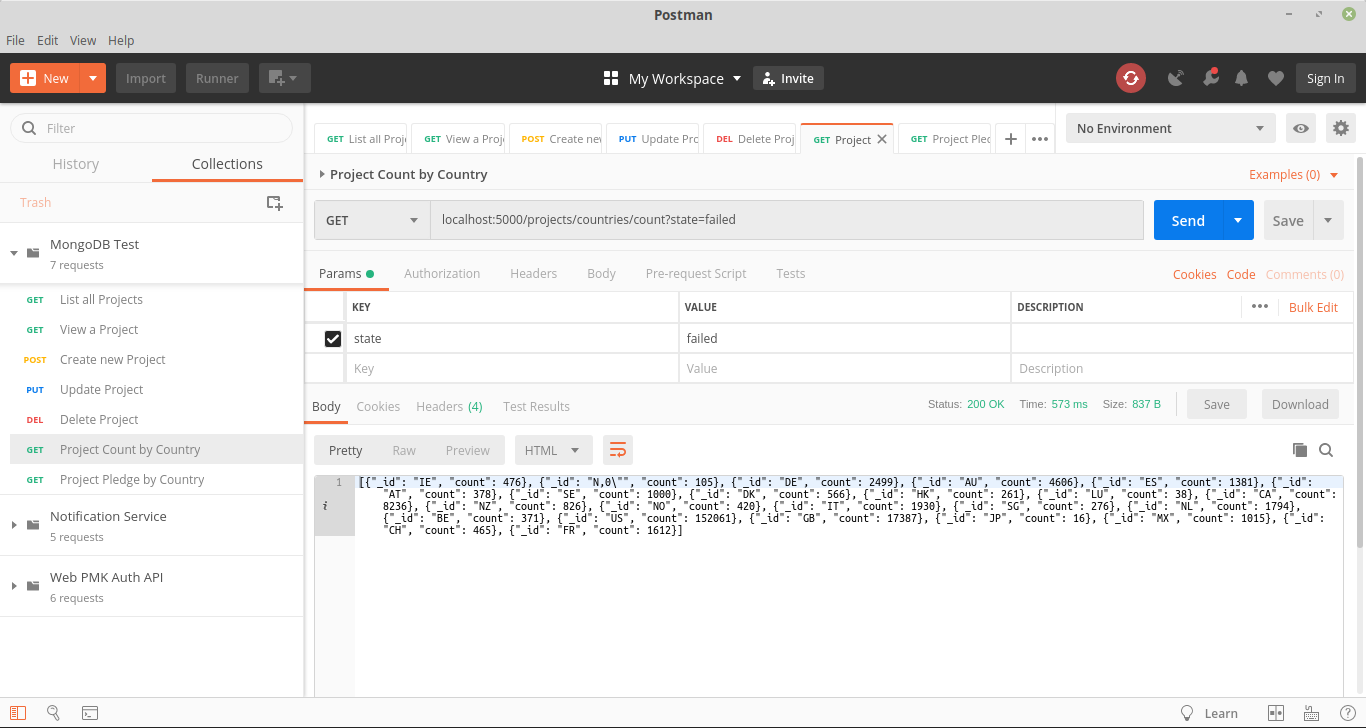 Postman
File Edit View Help
New Import Runner My Workspace Invite Sign In
Filter
History Collections
Trash
MongoDB Test
7 requests
GET List all Projects
GET View a Project
POST Create new Project
PUT Update Project
DEL Delete Project
GET Project Count by Country
GET Project Pledge by Country
Notification Service
5 requests
Web PMK Auth API
6 requests
GET List all Proj GET View a Proj POST Create new PUT Update Pro DEL Delete Proj GET Project GET Project Pled
No Environment
Project Count by Country
Examples (0)
GET localhost:5000/projects/countries/count?state=failed Send Save
Params Authorization Headers Body Pre-request Script Tests Cookies Code Comments (0)
KEY VALUE DESCRIPTION Bulk Edit
state failed
Key Value Description
Body Cookies Headers (4) Test Results Status: 200 OK Time: 573 ms Size: 837 B Save Download
Pretty Raw Preview HTML
1 [{"_id": "IE", "count": 476}, {"_id": "N,0\"", "count": 105}, {"_id": "DE", "count": 2499}, {"_id": "AU", "count": 4606}, {"_id": "ES", "count": 1381}, {"_id":
"AT", "count": 378}, {"_id": "SE", "count": 1000}, {"_id": "DK", "count": 566}, {"_id": "HK", "count": 261}, {"_id": "LU", "count": 38}, {"_id": "CA", "count":
8236}, {"_id": "NZ", "count": 826}, {"_id": "NO", "count": 420}, {"_id": "IT", "count": 1930}, {"_id": "SG", "count": 276}, {"_id": "NL", "count": 1794},
{"_id": "BE", "count": 371}, {"_id": "US", "count": 152061}, {"_id": "GB", "count": 17387}, {"_id": "JP", "count": 16}, {"_id": "MX", "count": 1015}, {"_id":
"CH", "count": 465}, {"_id": "FR", "count": 1612}]
Learn